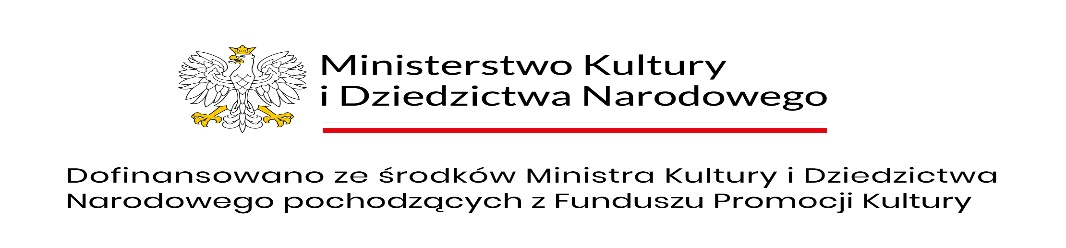 Ministerstwo Kultury
i Dziedzictwa Narodowego
Dofinansowano ze środków Ministra Kultury i Dziedzictwa
Narodowego pochodzących z Funduszu Promocji Kultury